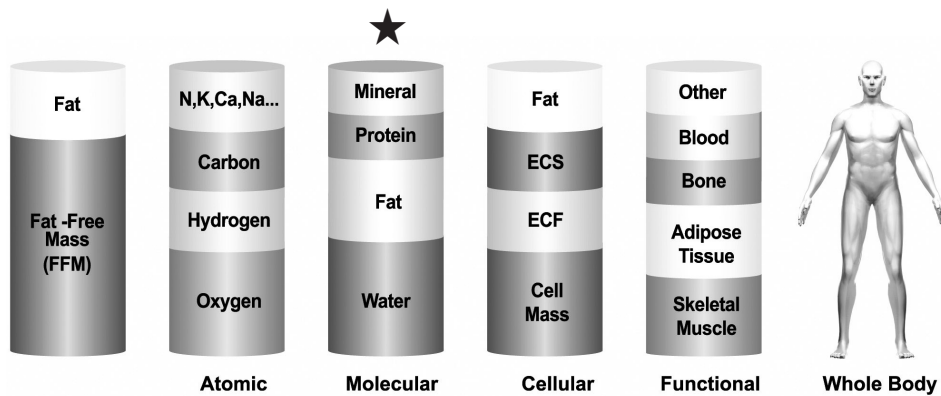 Fat
Fat -Free
Mass
(FFM)
N,K,Ca,Na...
Carbon
Hydrogen
Oxygen
Atomic
Mineral
Protein
Fat
Water
Molecular
Fat
ECS
ECF
Cell
Mass
Cellular
Other
Blood
Bone
Adipose
Tissue
Skeletal
Muscle
Functional
Whole Body